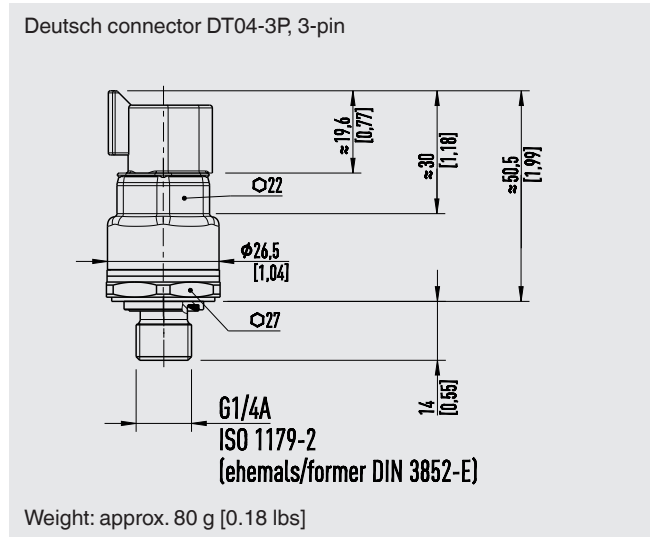 Deutsch connector DT04-3P, 3-pin
≈19,6
[0,77]
≈30
[1,18]
≈50,5
[1,99]
⬡22
⌀26,5
[1,04]
⬡27
14
[0,55]
G1/4A
ISO 1179-2
(ehemals/former DIN 3852-E)
Weight: approx. 80 g [0.18 lbs]